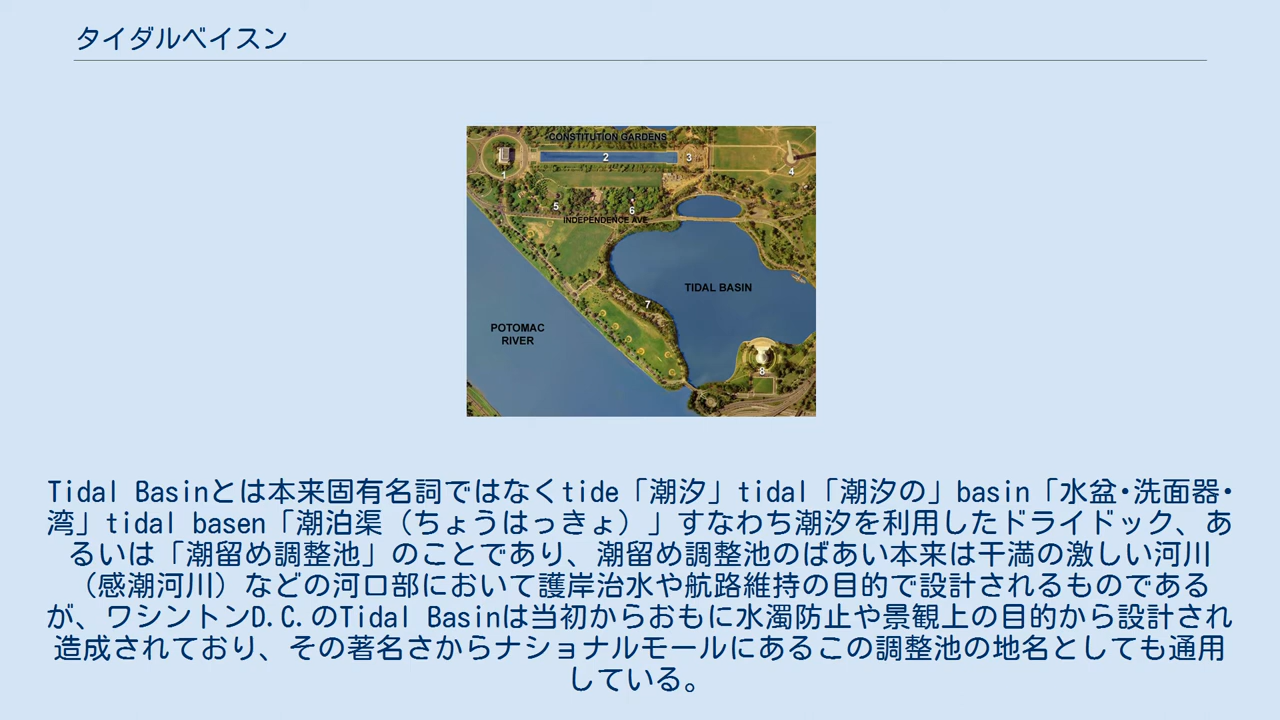 タイダルベイスン
CONSTITUTION GARDENS
1
2
3
4
5
6
INDEPENDENCE AVE
TIDAL BASIN
7
POTOMAC
RIVER
8
Tidal Basinとは本来固有名詞ではなくtide「潮汐」tidal「潮汐の」basin「水盆・洗面器・
湾」tidal basen「潮泊渠（ちょうはっきょ）」すなわち潮汐を利用したドライドック、あ
るいは「潮留め調整池」のことであり、潮留め調整池のばあい本来は干満の激しい河川
（感潮河川）などの河口部において護岸治水や航路維持の目的で設計されるものである
が、ワシントンD.C.のTidal Basinは当初からおもに水濁防止や景観上の目的から設計され
造成されており、その著名さからナショナルモールにあるこの調整池の地名としても通用
している。